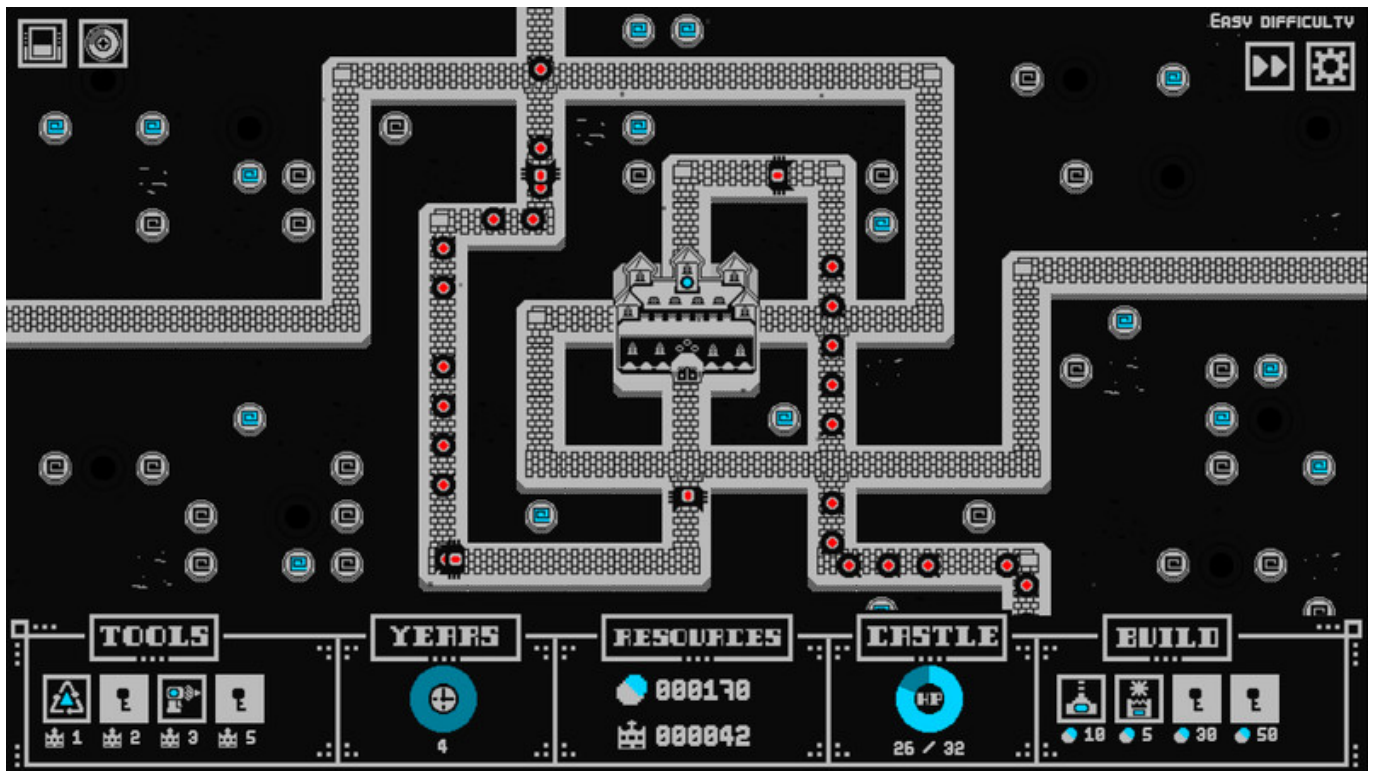 EASY DIFFICULTY
TOOLS
YEARS
RESOURCES
CASTLE
BUILD
1
2
3
5
4
000170
000042
HP
26 / 32
10
5
30
50